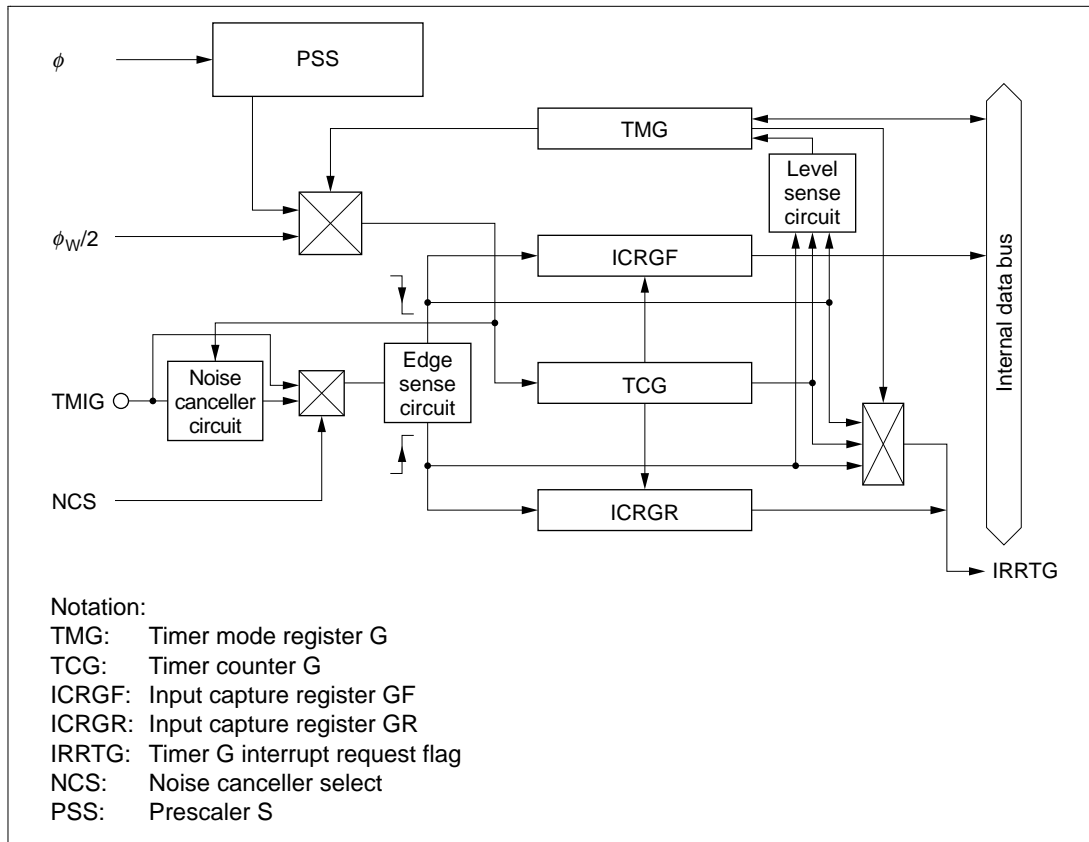 ϕ
PSS
TMG
Level
sense
circuit
ϕW/2
ICRGF
Internal data bus
TMIG
Noise
canceller
circuit
Edge
sense
circuit
TCG
NCS
ICRGR
IRRTG
Notation:
TMG: Timer mode register G
TCG: Timer counter G
ICRGF: Input capture register GF
ICRGR: Input capture register GR
IRRTG: Timer G interrupt request flag
NCS: Noise canceller select
PSS: Prescaler S